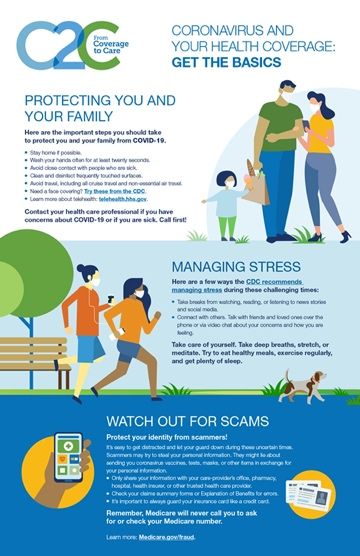 C2C
From
Coverage
to Care
CORONAVIRUS AND
YOUR HEALTH COVERAGE:
GET THE BASICS
PROTECTING YOU AND
YOUR FAMILY
Here are the important steps you should take
to protect you and your family from COVID-19.
• Stay home if possible.
• Wash your hands often for at least twenty seconds.
• Avoid close contact with people who are sick.
• Clean and disinfect frequently touched surfaces.
• Avoid travel, including all cruise travel and non-essential air travel.
• Need a face covering? Try these from the CDC.
• Learn more about telehealth: telehealth.hhs.gov.
Contact your health care professional if you have
concerns about COVID-19 or if you are sick. Call first!
MANAGING STRESS
Here are a few ways the CDC recommends
managing stress during these challenging times:
• Take breaks from watching, reading, or listening to news stories
and social media.
• Connect with others. Talk with friends and loved ones over the
phone or via video chat about your concerns and how you are
feeling.
Take care of yourself. Take deep breaths, stretch, or
meditate. Try to eat healthy meals, exercise regularly,
and get plenty of sleep.
WATCH OUT FOR SCAMS
Protect your identity from scammers!
It's easy to get distracted and let your guard down during these uncertain times.
Scammers may try to steal your personal information. They might lie about
sending you coronavirus vaccines, tests, masks, or other items in exchange for
your personal information.
• Only share your information with your care-provider's office, pharmacy,
hospital, health insurer, or other trusted health care provider.
• Check your claims summary forms or Explanation of Benefits for errors.
• It's important to always guard your insurance card like a credit card.
Remember, Medicare will never call you to ask
for or check your Medicare number.
Learn more: Medicare.gov/fraud.